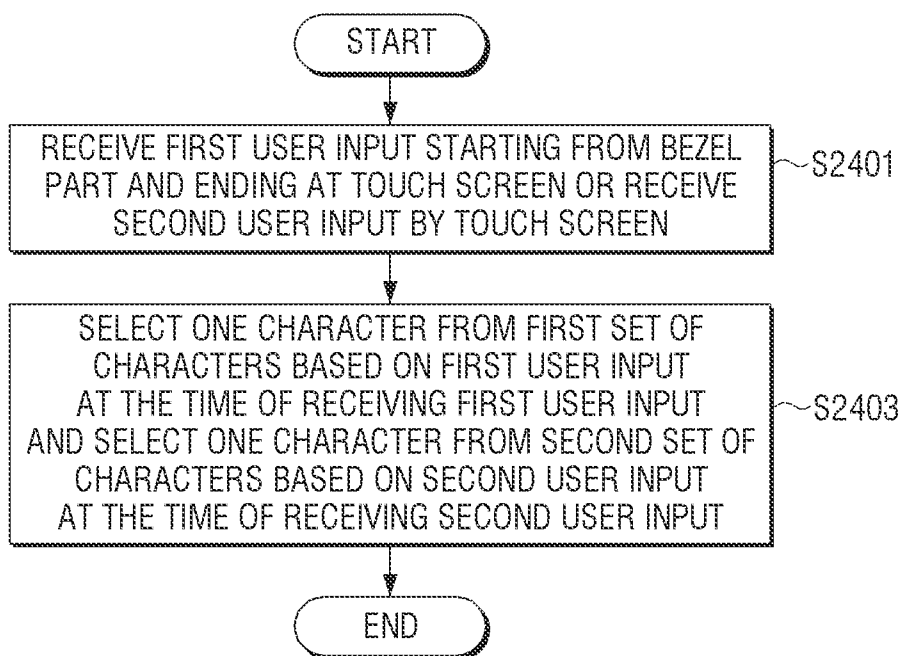 START
RECEIVE FIRST USER INPUT STARTING FROM BEZEL
PART AND ENDING AT TOUCH SCREEN OR RECEIVE
SECOND USER INPUT BY TOUCH SCREEN
S2401
SELECT ONE CHARACTER FROM FIRST SET OF
CHARACTERS BASED ON FIRST USER INPUT
AT THE TIME OF RECEIVING FIRST USER INPUT
AND SELECT ONE CHARACTER FROM SECOND SET OF
CHARACTERS BASED ON SECOND USER INPUT
AT THE TIME OF RECEIVING SECOND USER INPUT
S2403
END